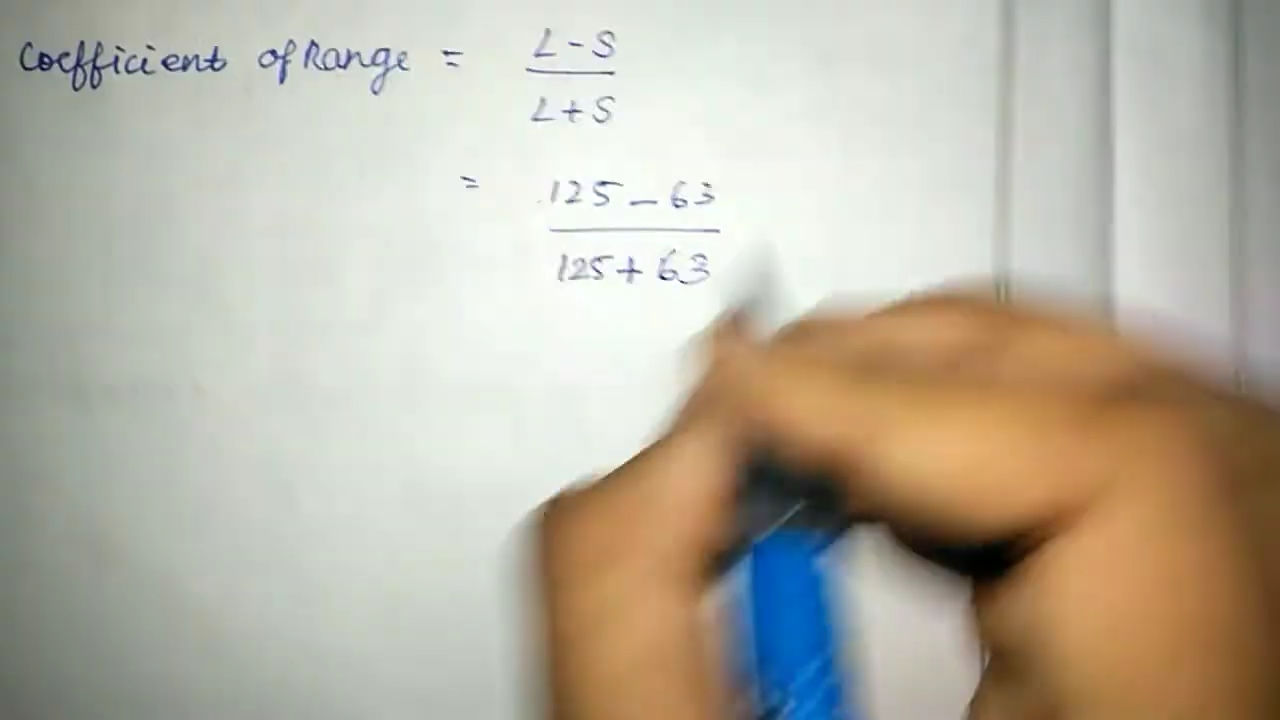 Coefficient of Range = L - S
L + S
= 125 - 63
125 + 63